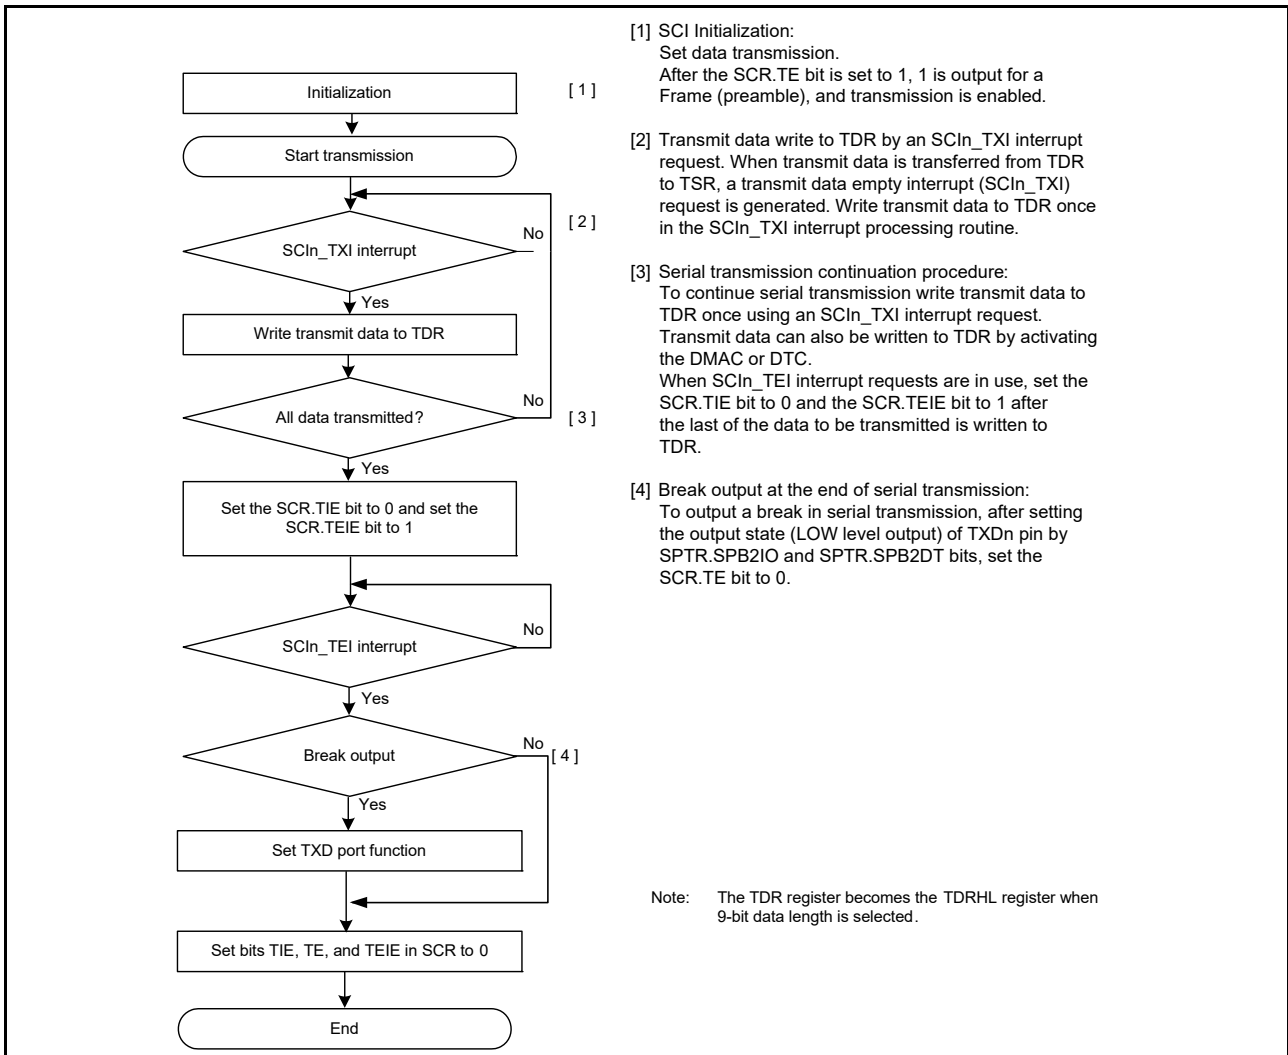 Initialization
[ 1 ]
Start transmission
SCIn_TXI interrupt
No
[ 2 ]
Yes
Write transmit data to TDR
All data transmitted?
No
[ 3 ]
Yes
Set the SCR.TIE bit to 0 and set the
SCR.TEIE bit to 1
SCIn_TEI interrupt
No
Yes
Break output
No
[ 4 ]
Yes
Set TXD port function
Set bits TIE, TE, and TEIE in SCR to 0
End
[1] SCI Initialization:
Set data transmission.
After the SCR.TE bit is set to 1, 1 is output for a
Frame (preamble), and transmission is enabled.
[2] Transmit data write to TDR by an SCIn_TXI interrupt
request. When transmit data is transferred from TDR
to TSR, a transmit data empty interrupt (SCIn_TXI)
request is generated. Write transmit data to TDR once
in the SCIn_TXI interrupt processing routine.
[3] Serial transmission continuation procedure:
To continue serial transmission write transmit data to
TDR once using an SCIn_TXI interrupt request.
Transmit data can also be written to TDR by activating
the DMAC or DTC.
When SCIn_TEI interrupt requests are in use, set the
SCR.TIE bit to 0 and the SCR.TEIE bit to 1 after
the last of the data to be transmitted is written to
TDR.
[4] Break output at the end of serial transmission:
To output a break in serial transmission, after setting
the output state (LOW level output) of TXDn pin by
SPTR.SPB2IO and SPTR.SPB2DT bits, set the
SCR.TE bit to 0.
Note: The TDR register becomes the TDRHL register when
9-bit data length is selected.